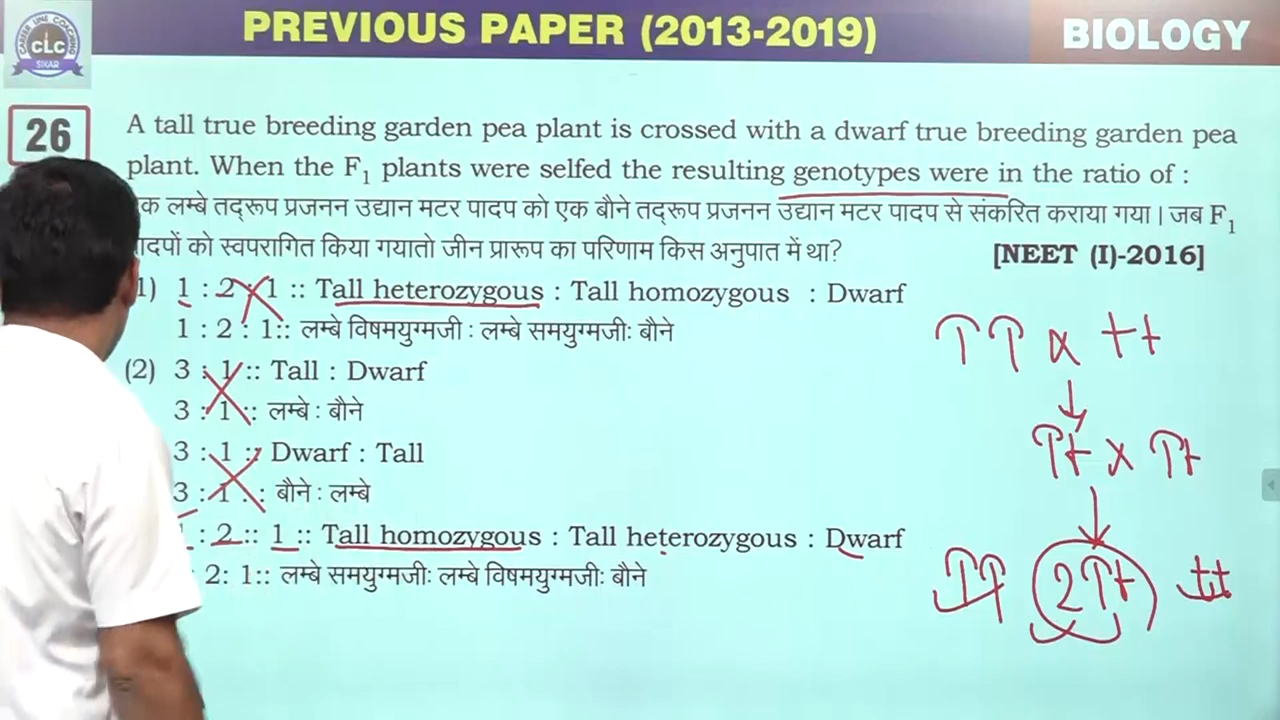 PREVIOUS PAPER (2013-2019)
BIOLOGY
CAREER LINE COACHING
CLC
SIKAR
26
A tall true breeding garden pea plant is crossed with a dwarf true breeding garden pea
plant. When the F₁ plants were selfed the resulting genotypes were in the ratio of :
क लम्बे तद्रूप प्रजनन उद्यान मटर पादप को एक बौने तद्रूप प्रजनन उद्यान मटर पादप से संकरित कराया गया। जब F₁
ादपों को स्वपरागित किया गयातो जीन प्रारूप का परिणाम किस अनुपात में था?
[NEET (I)-2016]
1) 1 : 2 : 1 :: Tall heterozygous : Tall homozygous : Dwarf
1 : 2 : 1:: लम्बे विषमयुग्मजी : लम्बे समयुग्मजीः बौने
(2) 3 : 1 :: Tall : Dwarf
3 : 1 :: लम्बे : बौने
3 : 1 :: Dwarf : Tall
3 : 1 :: बौने : लम्बे
: 2 :: 1 :: Tall homozygous : Tall heterozygous : Dwarf
2: 1:: लम्बे समयुग्मजीः लम्बे विषमयुग्मजीः बौने
TT x tt
Tt x Tt
TT 2Tt tt